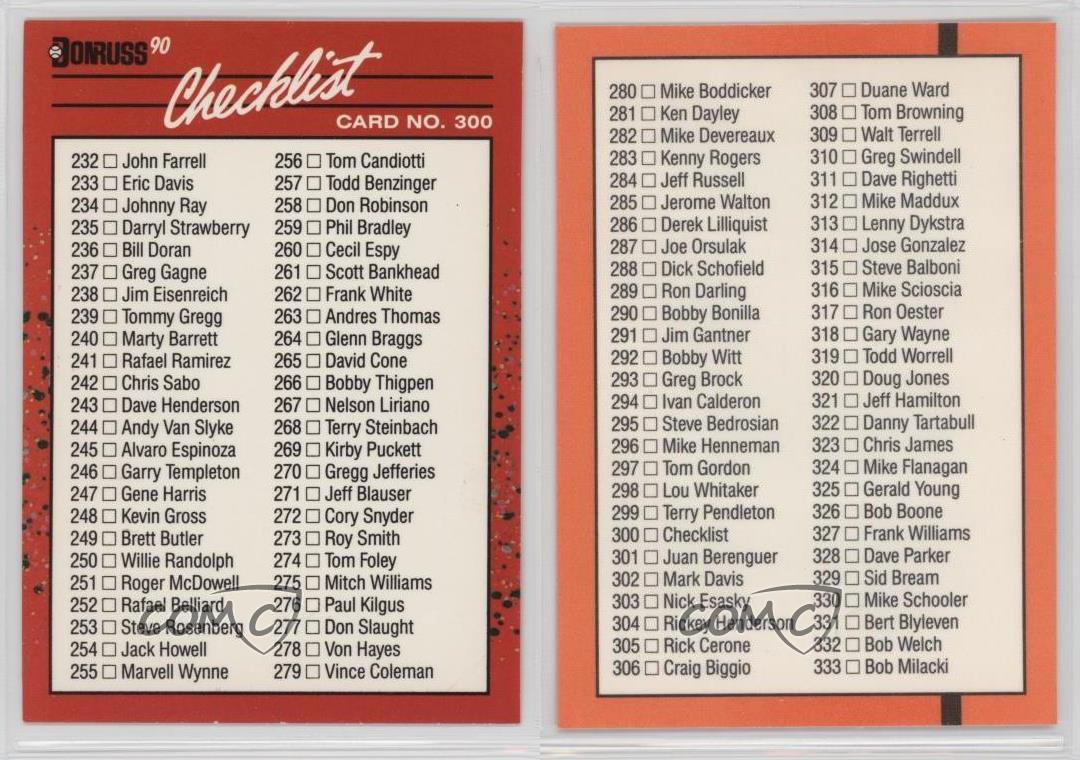 DONRUSS 90
Checklist
CARD NO. 300
232 John Farrell
233 Eric Davis
234 Johnny Ray
235 Darryl Strawberry
236 Bill Doran
237 Greg Gagne
238 Jim Eisenreich
239 Tommy Gregg
240 Marty Barrett
241 Rafael Ramirez
242 Chris Sabo
243 Dave Henderson
244 Andy Van Slyke
245 Alvaro Espinoza
246 Garry Templeton
247 Gene Harris
248 Kevin Gross
249 Brett Butler
250 Willie Randolph
251 Roger McDowell
252 Rafael Belliard
253 Steve Rosenberg
254 Jack Howell
255 Marvell Wynne
256 Tom Candiotti
257 Todd Benzinger
258 Don Robinson
259 Phil Bradley
260 Cecil Espy
261 Scott Bankhead
262 Frank White
263 Andres Thomas
264 Glenn Braggs
265 David Cone
266 Bobby Thigpen
267 Nelson Liriano
268 Terry Steinbach
269 Kirby Puckett
270 Gregg Jefferies
271 Jeff Blauser
272 Cory Snyder
273 Roy Smith
274 Tom Foley
275 Mitch Williams
276 Paul Kilgus
277 Don Slaught
278 Von Hayes
279 Vince Coleman
COMC
280 Mike Boddicker
281 Ken Dayley
282 Mike Devereaux
283 Kenny Rogers
284 Jeff Russell
285 Jerome Walton
286 Derek Lilliquist
287 Joe Orsulak
288 Dick Schofield
289 Ron Darling
290 Bobby Bonilla
291 Jim Gantner
292 Bobby Witt
293 Greg Brock
294 Ivan Calderon
295 Steve Bedrosian
296 Mike Henneman
297 Tom Gordon
298 Lou Whitaker
299 Terry Pendleton
300 Checklist
301 Juan Berenguer
302 Mark Davis
303 Nick Esasky
304 Rickey Henderson
305 Rick Cerone
306 Craig Biggio
307 Duane Ward
308 Tom Browning
309 Walt Terrell
310 Greg Swindell
311 Dave Righetti
312 Mike Maddux
313 Lenny Dykstra
314 Jose Gonzalez
315 Steve Balboni
316 Mike Scioscia
317 Ron Oester
318 Gary Wayne
319 Todd Worrell
320 Doug Jones
321 Jeff Hamilton
322 Danny Tartabull
323 Chris James
324 Mike Flanagan
325 Gerald Young
326 Bob Boone
327 Frank Williams
328 Dave Parker
329 Sid Bream
330 Mike Schooler
331 Bert Blyleven
332 Bob Welch
333 Bob Milacki
COMC